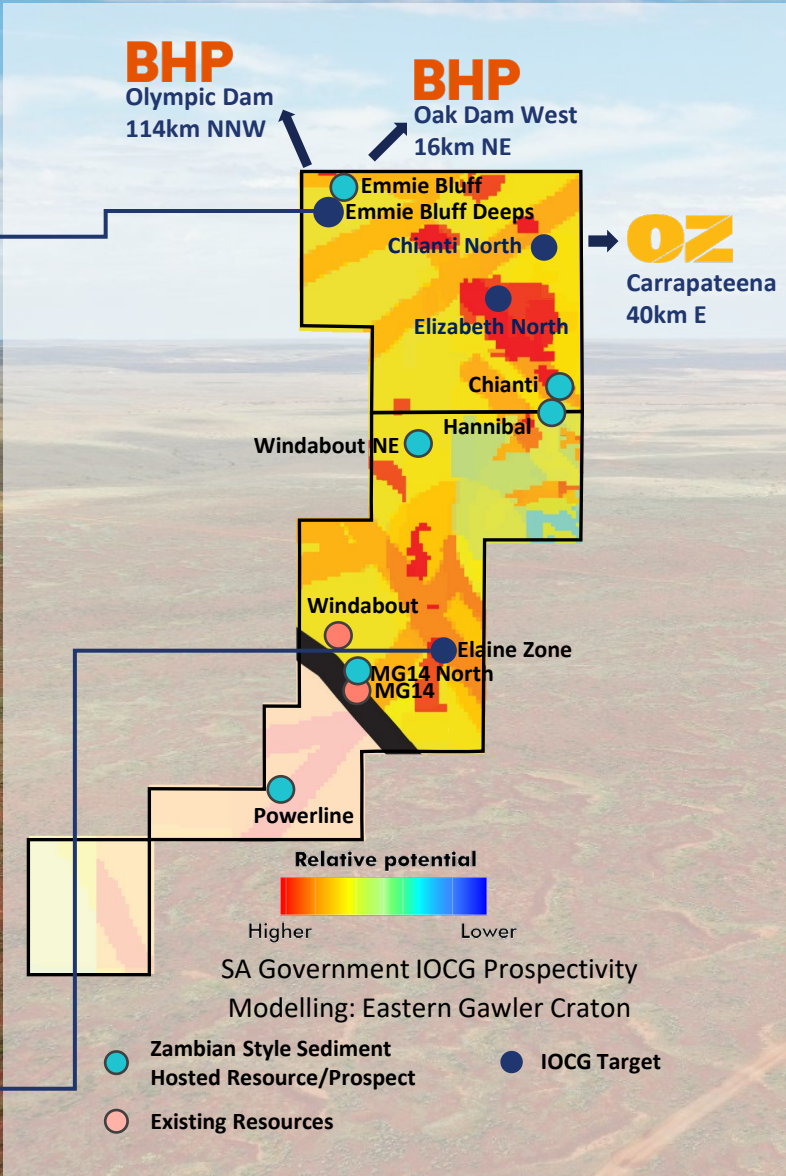 BHP
Olympic Dam
114km NNW
BHP
Oak Dam West
16km NE
Emmie Bluff
Emmie Bluff Deeps
Chianti North
OZ
Carrapateena
40km E
Elizabeth North
Chianti
Hannibal
Windabout NE
Windabout
Elaine Zone
MG14 North
MG14
Powerline
Relative potential
Higher
Lower
SA Government IOCG Prospectivity
Modelling: Eastern Gawler Craton
Zambian Style Sediment
Hosted Resource/Prospect
IOCG Target
Existing Resources